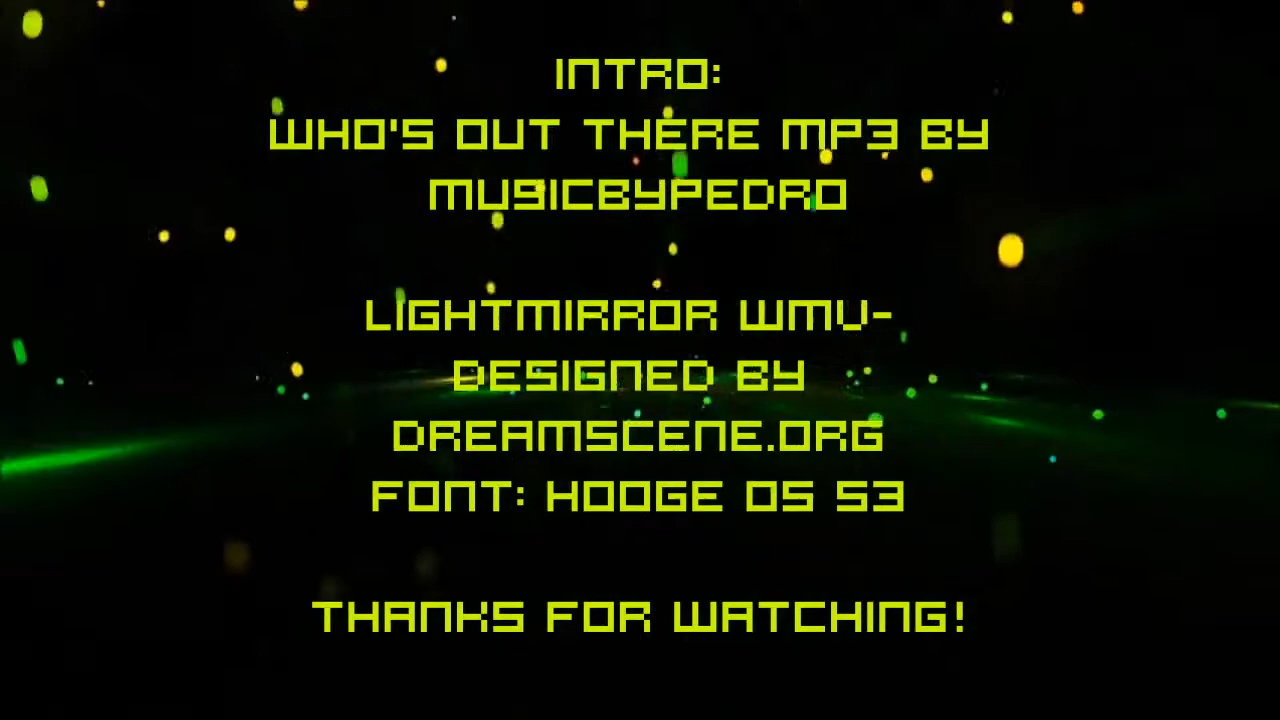 INTRO:
WHO'S OUT THERE MP3 BY
MUSICBYPEDRO
LIGHTMIRROR WMV-
DESIGNED BY
DREAMSCENE.ORG
FONT: HOOGE 05 53
THANKS FOR WATCHING!